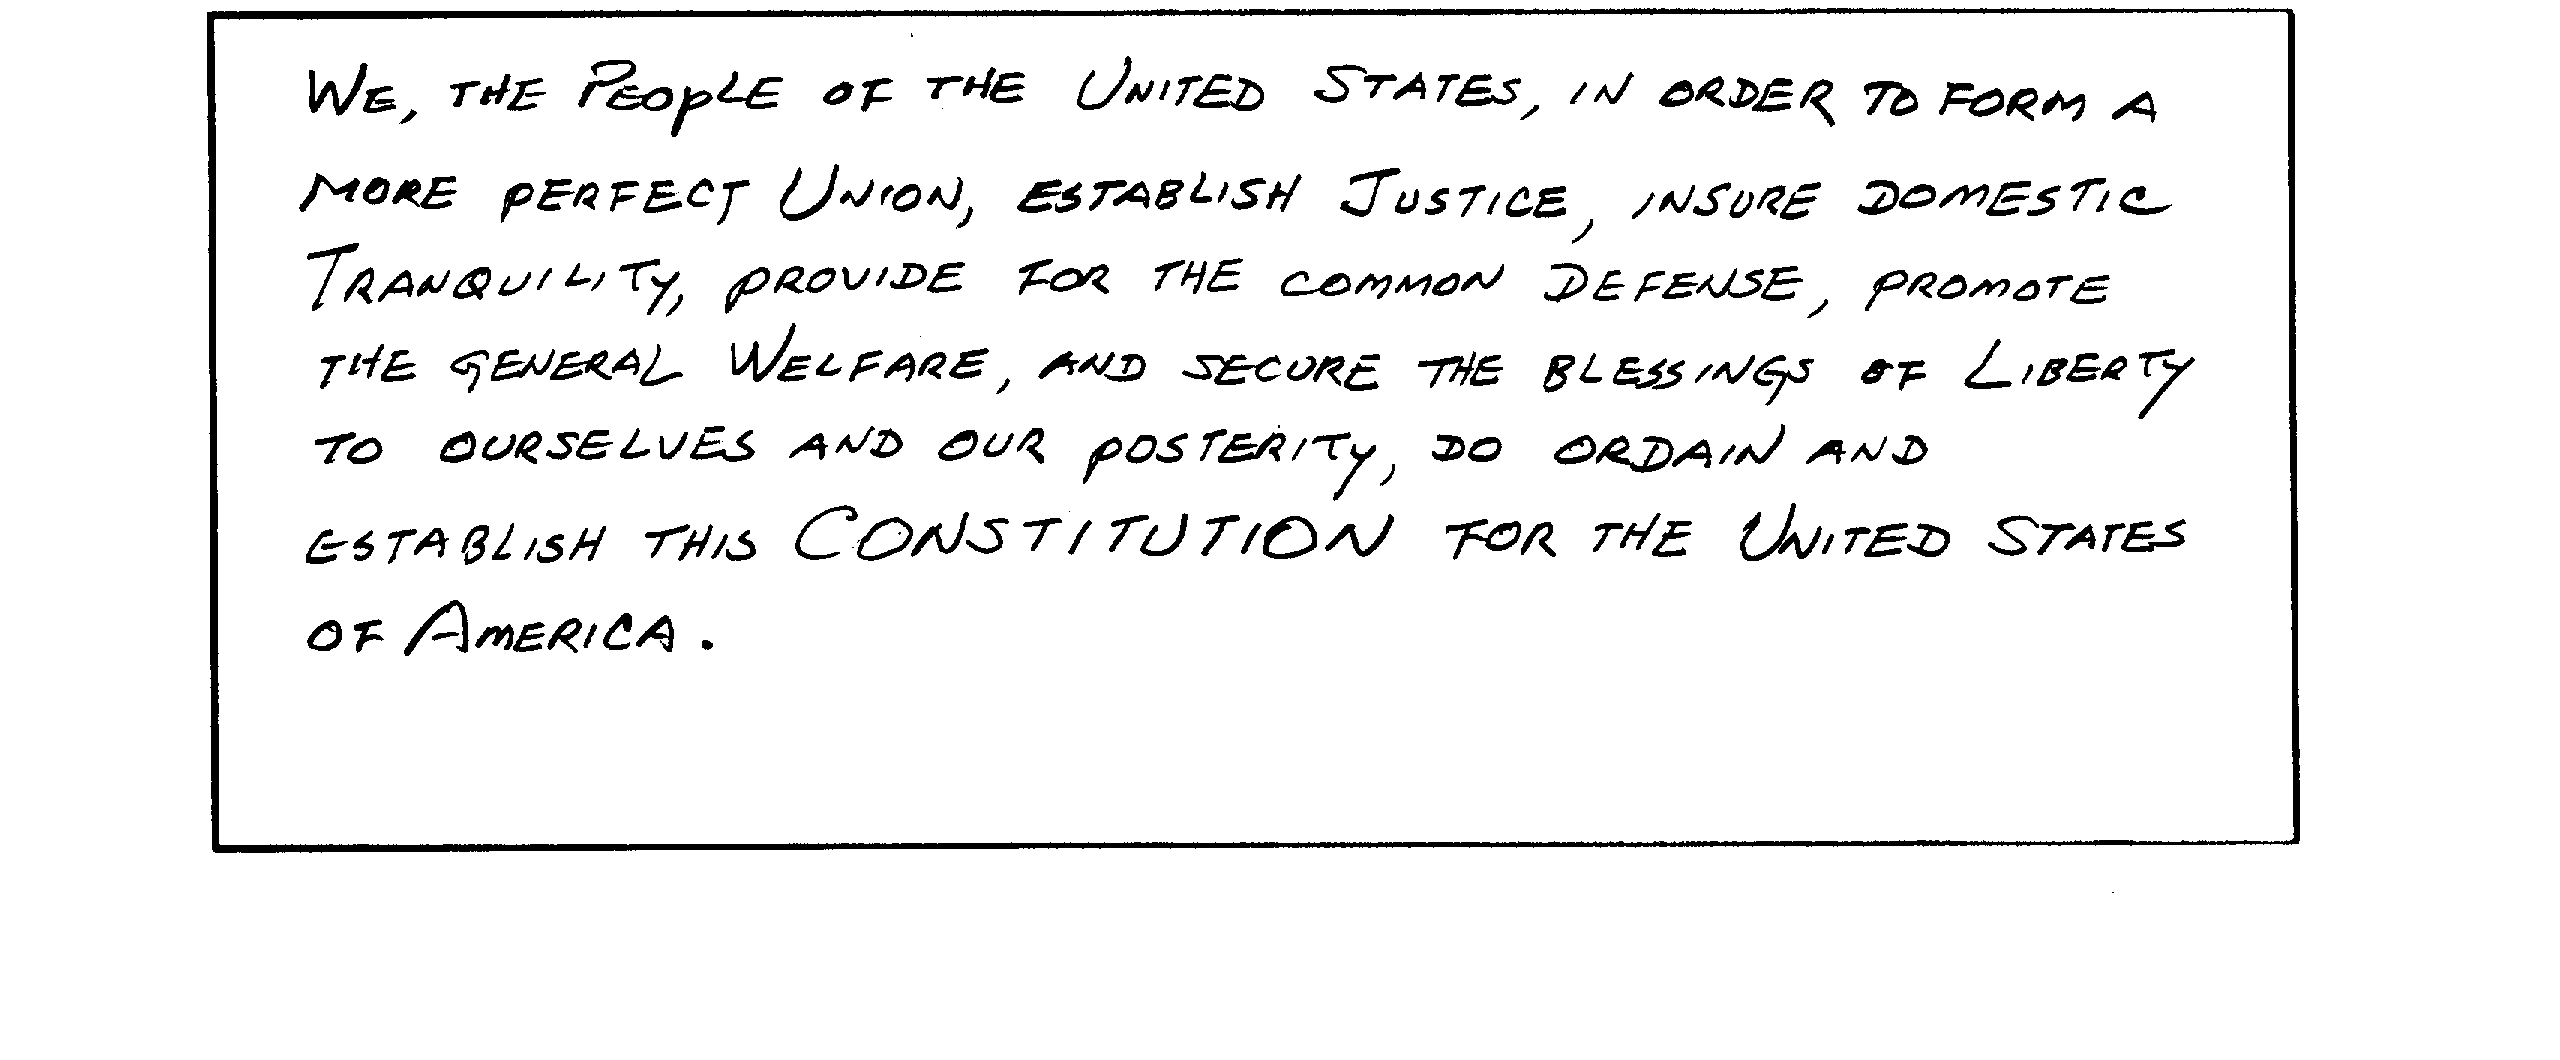 We, the People of the United States, in order to form a
more perfect Union, establish Justice, insure domestic
Tranquility, provide for the common Defense, promote
the general Welfare, and secure the blessings of Liberty
to ourselves and our posterity, do ordain and
establish this CONSTITUTION for the United States
of America.